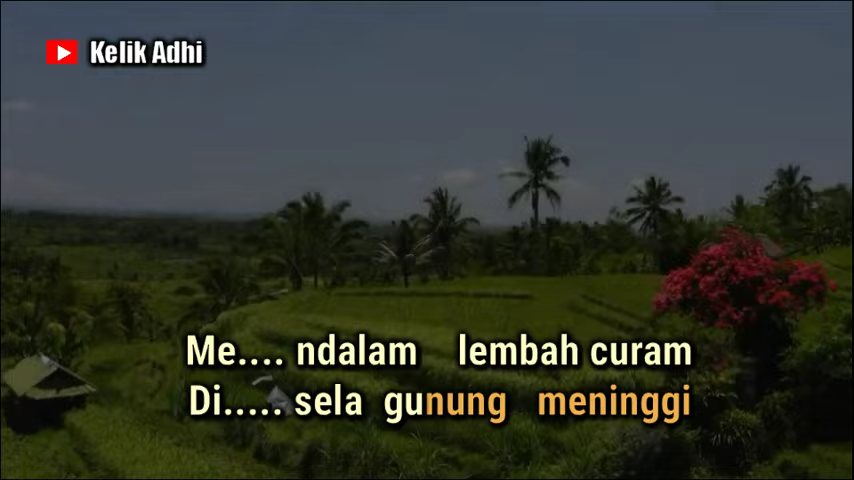 Kelik Adhi
Me.... ndalam lembah curam
Di..... sela gunung meninggi